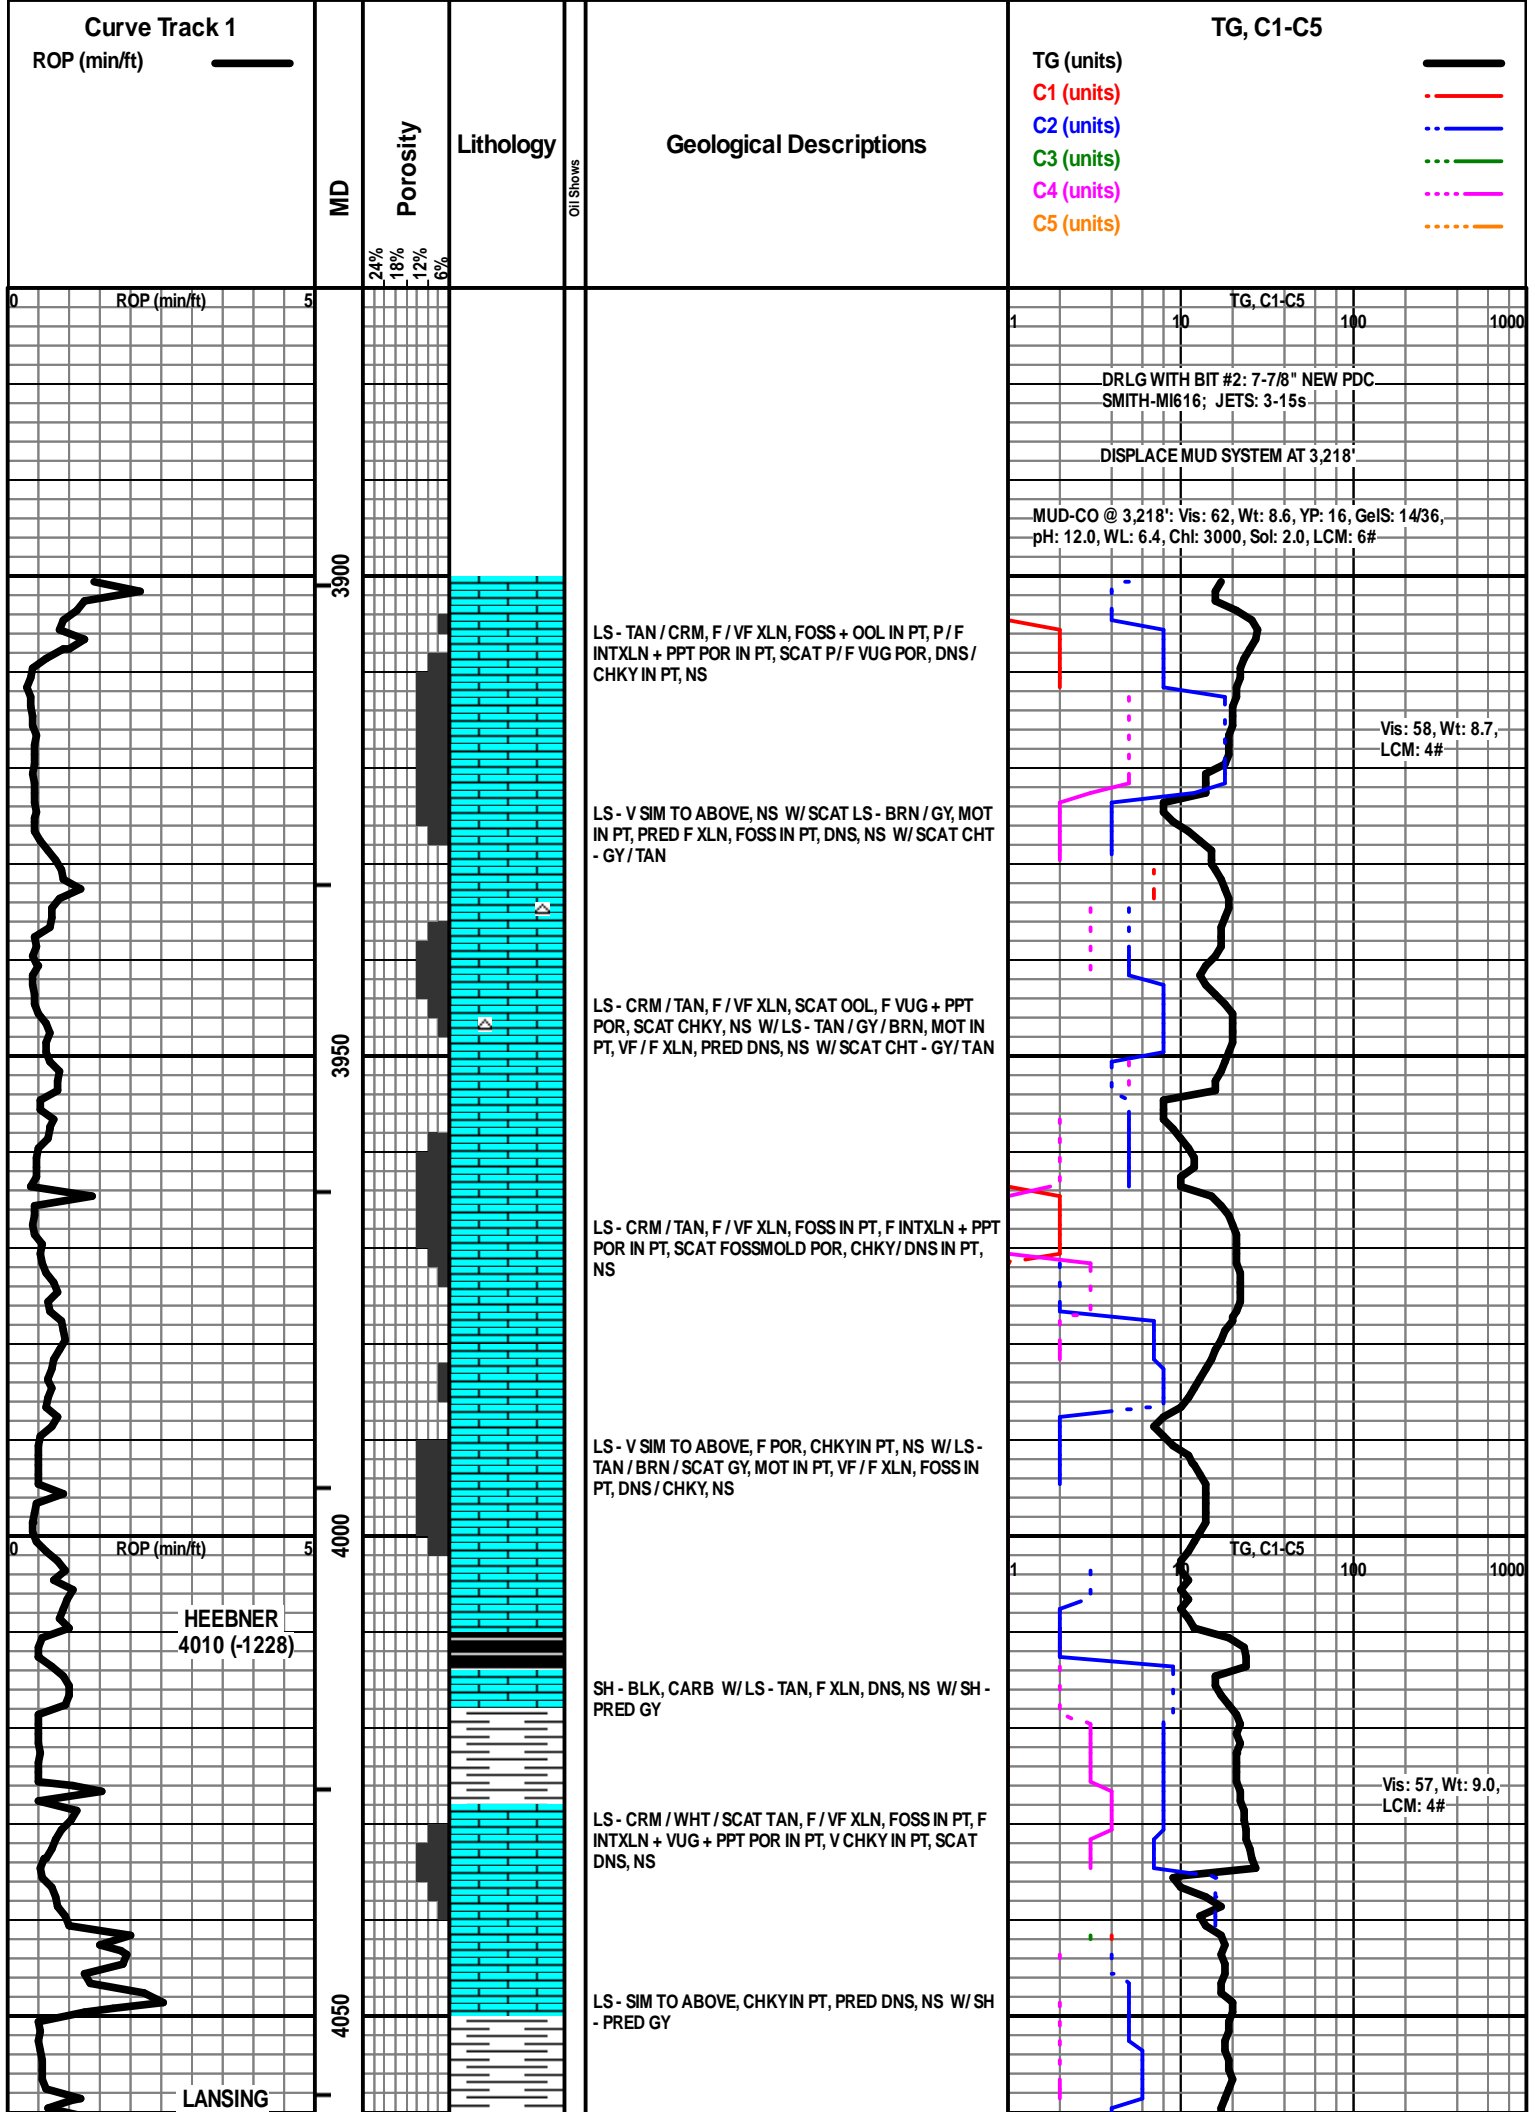 Curve Track 1
ROP (min/ft)
MD
Porosity
24%
18%
12%
6%
Lithology
Oil Shows
Geological Descriptions
TG, C1-C5
TG (units)
C1 (units)
C2 (units)
C3 (units)
C4 (units)
C5 (units)
0 ROP (min/ft) 5
TG, C1-C5
1 10 100 1000
DRLG WITH BIT #2: 7-7/8" NEW PDC
SMITH-MI616; JETS: 3-15s
DISPLACE MUD SYSTEM AT 3,218'
MUD-CO @ 3,218': Vis: 62, Wt: 8.6, YP: 16, GelS: 14/36,
pH: 12.0, WL: 6.4, Chl: 3000, Sol: 2.0, LCM: 6#
3900
LS - TAN / CRM, F / VF XLN, FOSS + OOL IN PT, P / F
INTXLN + PPT POR IN PT, SCAT P / F VUG POR, DNS /
CHKY IN PT, NS
Vis: 58, Wt: 8.7,
LCM: 4#
LS - V SIM TO ABOVE, NS W/ SCAT LS - BRN / GY, MOT
IN PT, PRED F XLN, FOSS IN PT, DNS, NS W/ SCAT CHT
- GY / TAN
LS - CRM / TAN, F / VF XLN, SCAT OOL, F VUG + PPT
POR, SCAT CHKY, NS W/ LS - TAN / GY / BRN, MOT IN
PT, VF / F XLN, PRED DNS, NS W/ SCAT CHT - GY / TAN
3950
LS - CRM / TAN, F / VF XLN, FOSS IN PT, F INTXLN + PPT
POR IN PT, SCAT FOSSMOLD POR, CHKY / DNS IN PT,
NS
LS - V SIM TO ABOVE, F POR, CHKY IN PT, NS W/ LS -
TAN / BRN / SCAT GY, MOT IN PT, VF / F XLN, FOSS IN
PT, DNS / CHKY, NS
4000
0 ROP (min/ft) 5
TG, C1-C5
1 10 100 1000
HEEBNER
4010 (-1228)
SH - BLK, CARB W/ LS - TAN, F XLN, DNS, NS W/ SH -
PRED GY
Vis: 57, Wt: 9.0,
LCM: 4#
LS - CRM / WHT / SCAT TAN, F / VF XLN, FOSS IN PT, F
INTXLN + VUG + PPT POR IN PT, V CHKY IN PT, SCAT
DNS, NS
LS - SIM TO ABOVE, CHKY IN PT, PRED DNS, NS W/ SH
- PRED GY
4050
LANSING